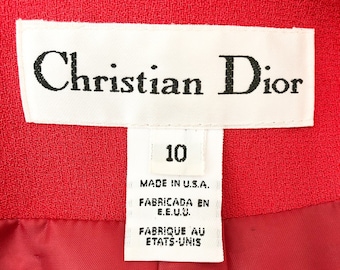 Christian Dior
10
MADE IN U.S.A.
FABRICADA EN
E.E.U.U.
FABRIQUE AU
ETATS-UNIS